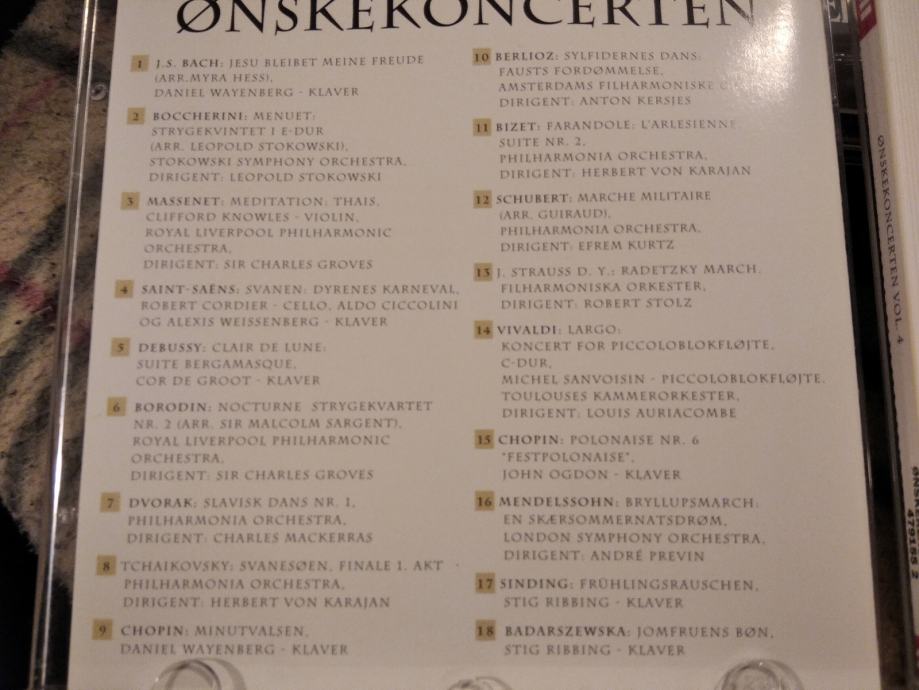 ØNSKEKONCERTEN
1 J.S. BACH: JESU BLEIBET MEINE FREUDE
(ARR.MYRA HESS),
DANIEL WAYENBERG - KLAVER
2 BOCCHERINI: MENUET:
STRYGEKVINTET I E-DUR
(ARR. LEOPOLD STOKOWSKI),
STOKOWSKI SYMPHONY ORCHESTRA,
DIRIGENT: LEOPOLD STOKOWSKI
3 MASSENET: MEDITATION: THAIS,
CLIFFORD KNOWLES - VIOLIN,
ROYAL LIVERPOOL PHILHARMONIC
ORCHESTRA,
DIRIGENT: SIR CHARLES GROVES
4 SAINT-SAËNS: SVANEN: DYRENES KARNEVAL,
ROBERT CORDIER - CELLO, ALDO CICCOLINI
OG ALEXIS WEISSENBERG - KLAVER
5 DEBUSSY: CLAIR DE LUNE:
SUITE BERGAMASQUE,
COR DE GROOT - KLAVER
6 BORODIN: NOCTURNE STRYGEKVARTET
NR. 2 (ARR. SIR MALCOLM SARGENT),
ROYAL LIVERPOOL PHILHARMONIC
ORCHESTRA,
DIRIGENT: SIR CHARLES GROVES
7 DVORAK: SLAVISK DANS NR. 1,
PHILHARMONIA ORCHESTRA,
DIRIGENT: CHARLES MACKERRAS
8 TCHAIKOVSKY: SVANESØEN, FINALE 1. AKT
PHILHARMONIA ORCHESTRA,
DIRIGENT: HERBERT VON KARAJAN
9 CHOPIN: MINUTVALSEN,
DANIEL WAYENBERG - KLAVER
10 BERLIOZ: SYLFIDERNES DANS:
FAUSTS FORDØMMELSE,
AMSTERDAMS FILHARMONISKE
DIRIGENT: ANTON KERSJES
11 BIZET: FARANDOLE: L'ARLESIENNE
SUITE NR. 2,
PHILHARMONIA ORCHESTRA,
DIRIGENT: HERBERT VON KARAJAN
12 SCHUBERT: MARCHE MILITAIRE
(ARR. GUIRAUD),
PHILHARMONIA ORCHESTRA,
DIRIGENT: EFREM KURTZ
13 J. STRAUSS D. Y.: RADETZKY MARCH,
FILHARMONISKA ORKESTER,
DIRIGENT: ROBERT STOLZ
14 VIVALDI: LARGO:
KONCERT FOR PICCOLOBLOKFLØJTE,
C-DUR,
MICHEL SANVOISIN - PICCOLOBLOKFLØJTE.
TOULOUSES KAMMERORKESTER,
DIRIGENT: LOUIS AURIACOMBE
15 CHOPIN: POLONAISE NR. 6
"FESTPOLONAISE",
JOHN OGDON - KLAVER
16 MENDELSSOHN: BRYLLUPSMARCH:
EN SKÆRSOMMERNATSDRØM,
LONDON SYMPHONY ORCHESTRA,
DIRIGENT: ANDRÉ PREVIN
17 SINDING: FRÜHLINGSRAUSCHEN,
STIG RIBBING - KLAVER
18 BADARSZEWSKA: JOMFRUENS BØN,
STIG RIBBING - KLAVER
ØNSKEKONCERTEN VOL. 4